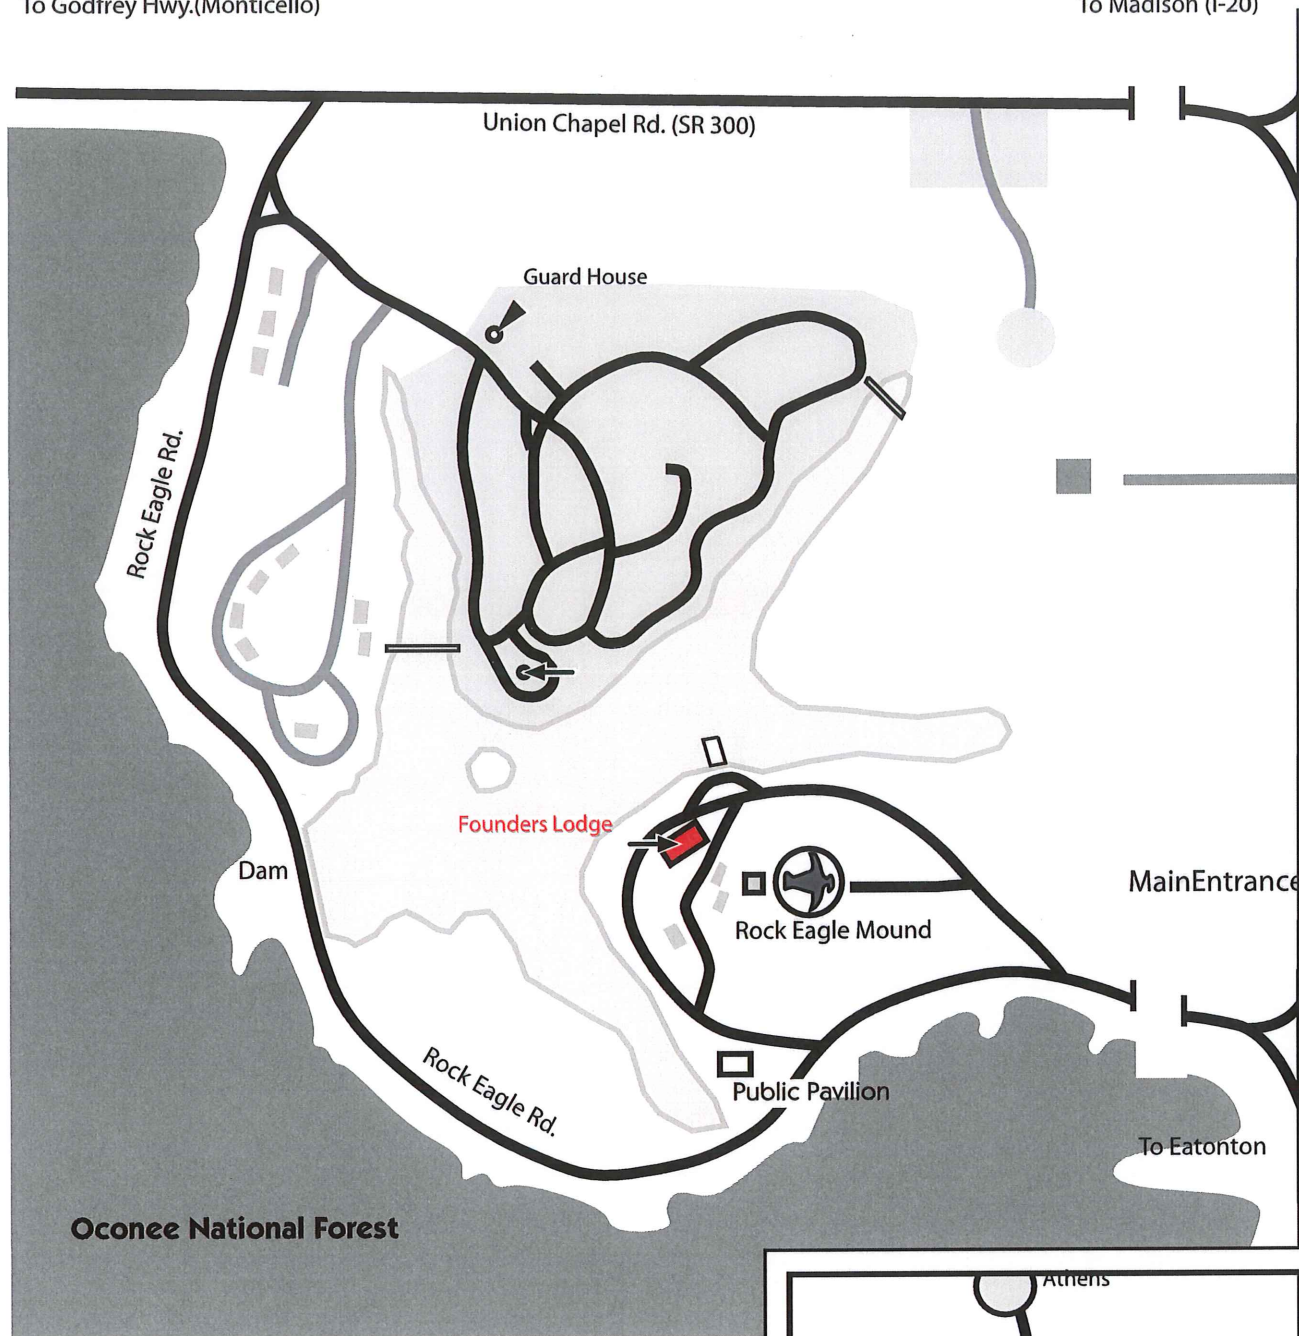 To Godfrey Hwy.(Monticello)
To Madison (I-20)
Union Chapel Rd. (SR 300)
Guard House
Rock Eagle Rd.
Founders Lodge
Dam
MainEntrance
Rock Eagle Mound
Rock Eagle Rd.
Public Pavilion
To Eatonton
Oconee National Forest
Athens